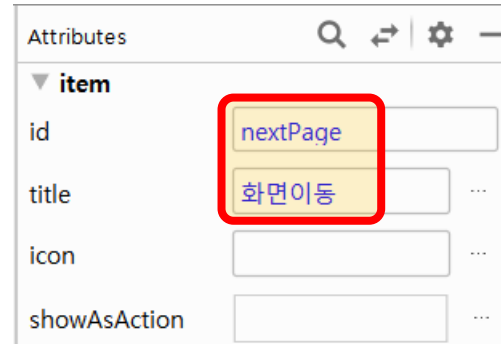 Attributes
item
id nextPage
title 화면이동 ...
icon ...
showAsAction ...